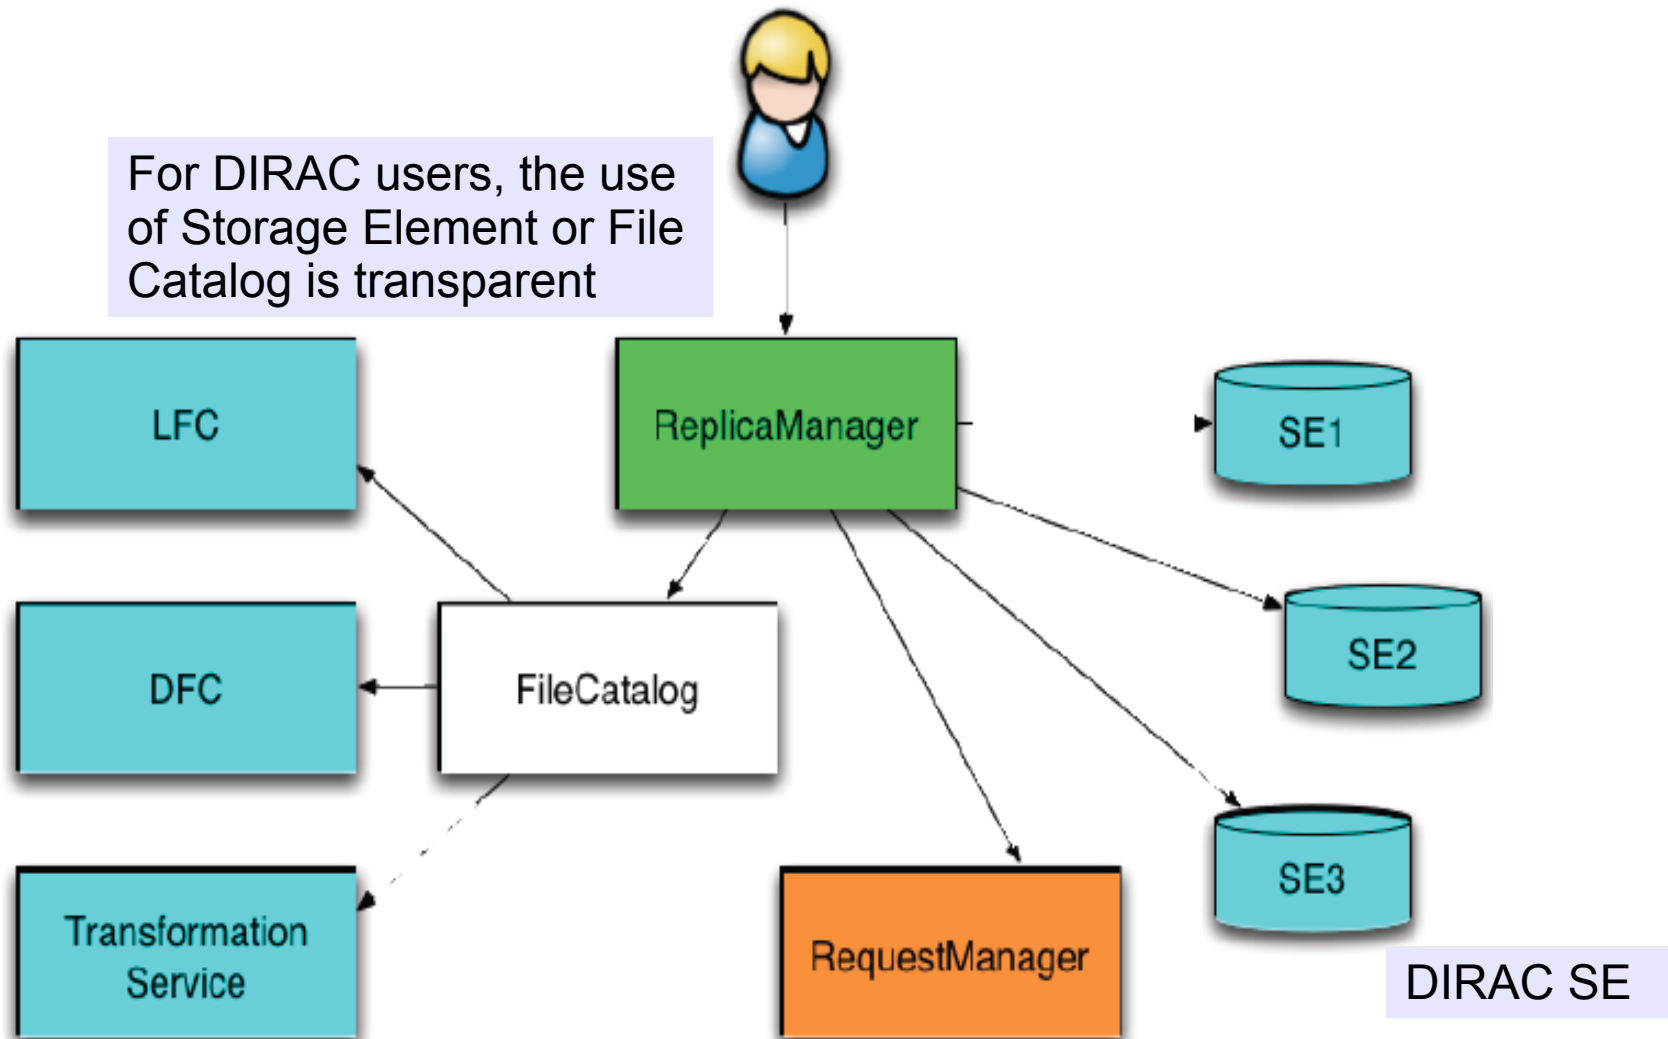 For DIRAC users, the use
of Storage Element or File
Catalog is transparent
LFC
ReplicaManager
SE1
DFC
FileCatalog
SE2
Transformation
Service
RequestManager
SE3
DIRAC SE